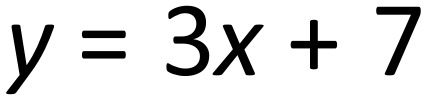 y = 3x + 7